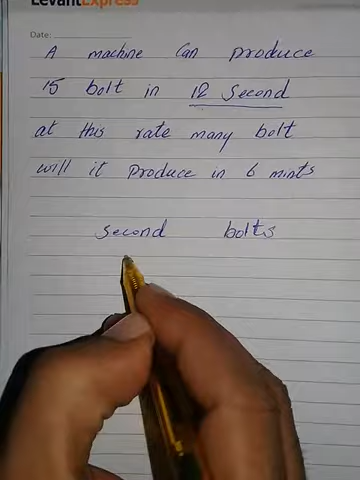 LevantExpress
Date:
A machine can produce
15 bolt in 12 Second
at this rate many bolt
will it produce in 6 mints
second bolts